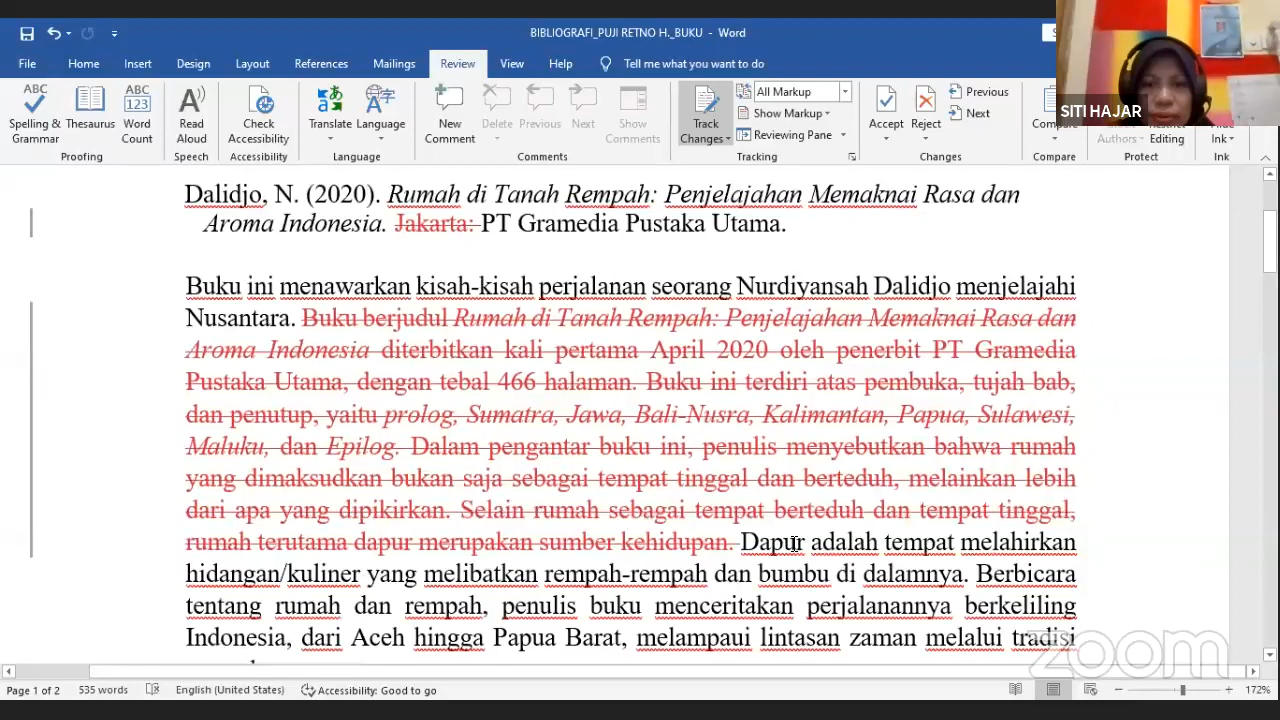 BIBLIOGRAFI_PUJI RETNO H._BUKU - Word
File Home Insert Design Layout References Mailings Review View Help Tell me what you want to do
ABC Spelling & Grammar
Thesaurus
ABC 123 Word Count
Proofing
Read Aloud
Speech
Check Accessibility
Accessibility
Translate
Language
Language
New Comment
Delete
Previous
Next
Show Comments
Comments
Track Changes
All Markup
Show Markup
Reviewing Pane
Tracking
Accept
Reject
Previous
Next
Changes
Compare
Compare
Authors
Editing
Protect
Ink
Ink
SITI HAJAR
Dalidjo, N. (2020). Rumah di Tanah Rempah: Penjelajahan Memaknai Rasa dan
Aroma Indonesia. Jakarta: PT Gramedia Pustaka Utama.
Buku ini menawarkan kisah-kisah perjalanan seorang Nurdiyansah Dalidjo menjelajahi
Nusantara. Buku berjudul Rumah di Tanah Rempah: Penjelajahan Memaknai Rasa dan
Aroma Indonesia diterbitkan kali pertama April 2020 oleh penerbit PT Gramedia
Pustaka Utama, dengan tebal 466 halaman. Buku ini terdiri atas pembuka, tujah bab,
dan penutup, yaitu prolog, Sumatra, Jawa, Bali-Nusra, Kalimantan, Papua, Sulawesi,
Maluku, dan Epilog. Dalam pengantar buku ini, penulis menyebutkan bahwa rumah
yang dimaksudkan bukan saja sebagai tempat tinggal dan berteduh, melainkan lebih
dari apa yang dipikirkan. Selain rumah sebagai tempat berteduh dan tempat tinggal,
rumah terutama dapur merupakan sumber kehidupan. Dapur adalah tempat melahirkan
hidangan/kuliner yang melibatkan rempah-rempah dan bumbu di dalamnya. Berbicara
tentang rumah dan rempah, penulis buku menceritakan perjalanannya berkeliling
Indonesia, dari Aceh hingga Papua Barat, melampaui lintasan zaman melalui tradisi
zoom
Page 1 of 2 535 words English (United States) Accessibility: Good to go 172%